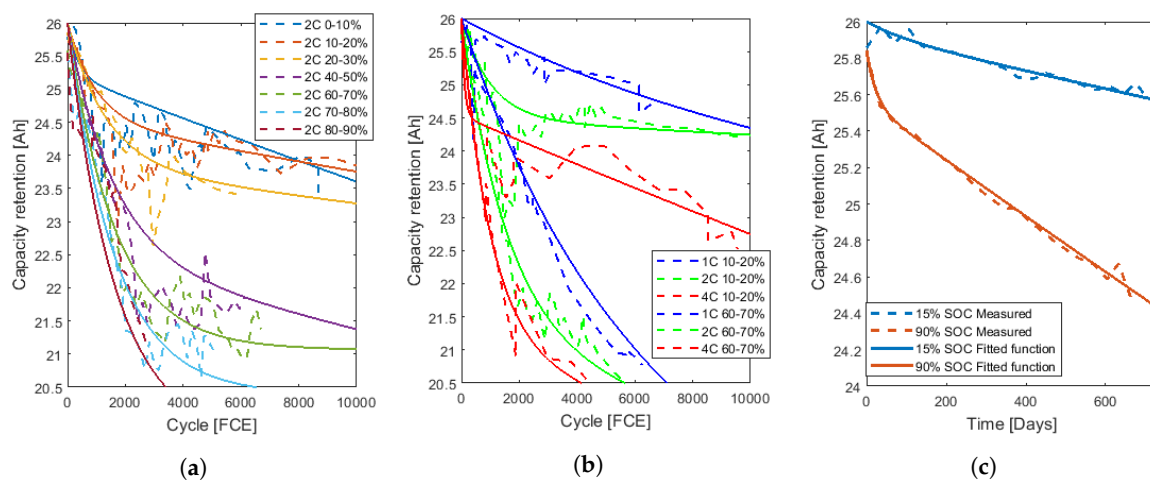 26
25.5
25
24.5
24
23.5
23
22.5
22
21.5
21
20.5
Capacity retention [Ah]
0 2000 4000 6000 8000 10000
Cycle [FCE]
2C 0-10%
2C 10-20%
2C 20-30%
2C 40-50%
2C 60-70%
2C 70-80%
2C 80-90%
(a)
26
25.5
25
24.5
24
23.5
23
22.5
22
21.5
21
20.5
Capacity retention [Ah]
0 2000 4000 6000 8000 10000
Cycle [FCE]
1C 10-20%
2C 10-20%
4C 10-20%
1C 60-70%
2C 60-70%
4C 60-70%
(b)
26
25.8
25.6
25.4
25.2
25
24.8
24.6
24.4
24.2
24
Capacity retention [Ah]
0 200 400 600
Time [Days]
15% SOC Measured
90% SOC Measured
15% SOC Fitted function
90% SOC Fitted function
(c)